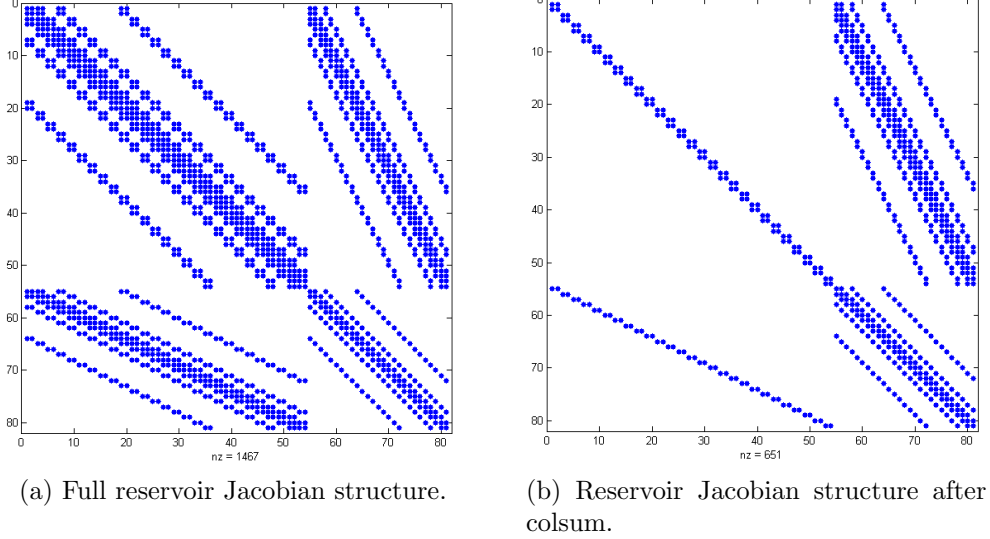 0
10
20
30
40
50
60
70
80
0 10 20 30 40 50 60 70 80
nz = 1467
(a) Full reservoir Jacobian structure.
0
10
20
30
40
50
60
70
80
0 10 20 30 40 50 60 70 80
nz = 651
(b) Reservoir Jacobian structure after
colsum.